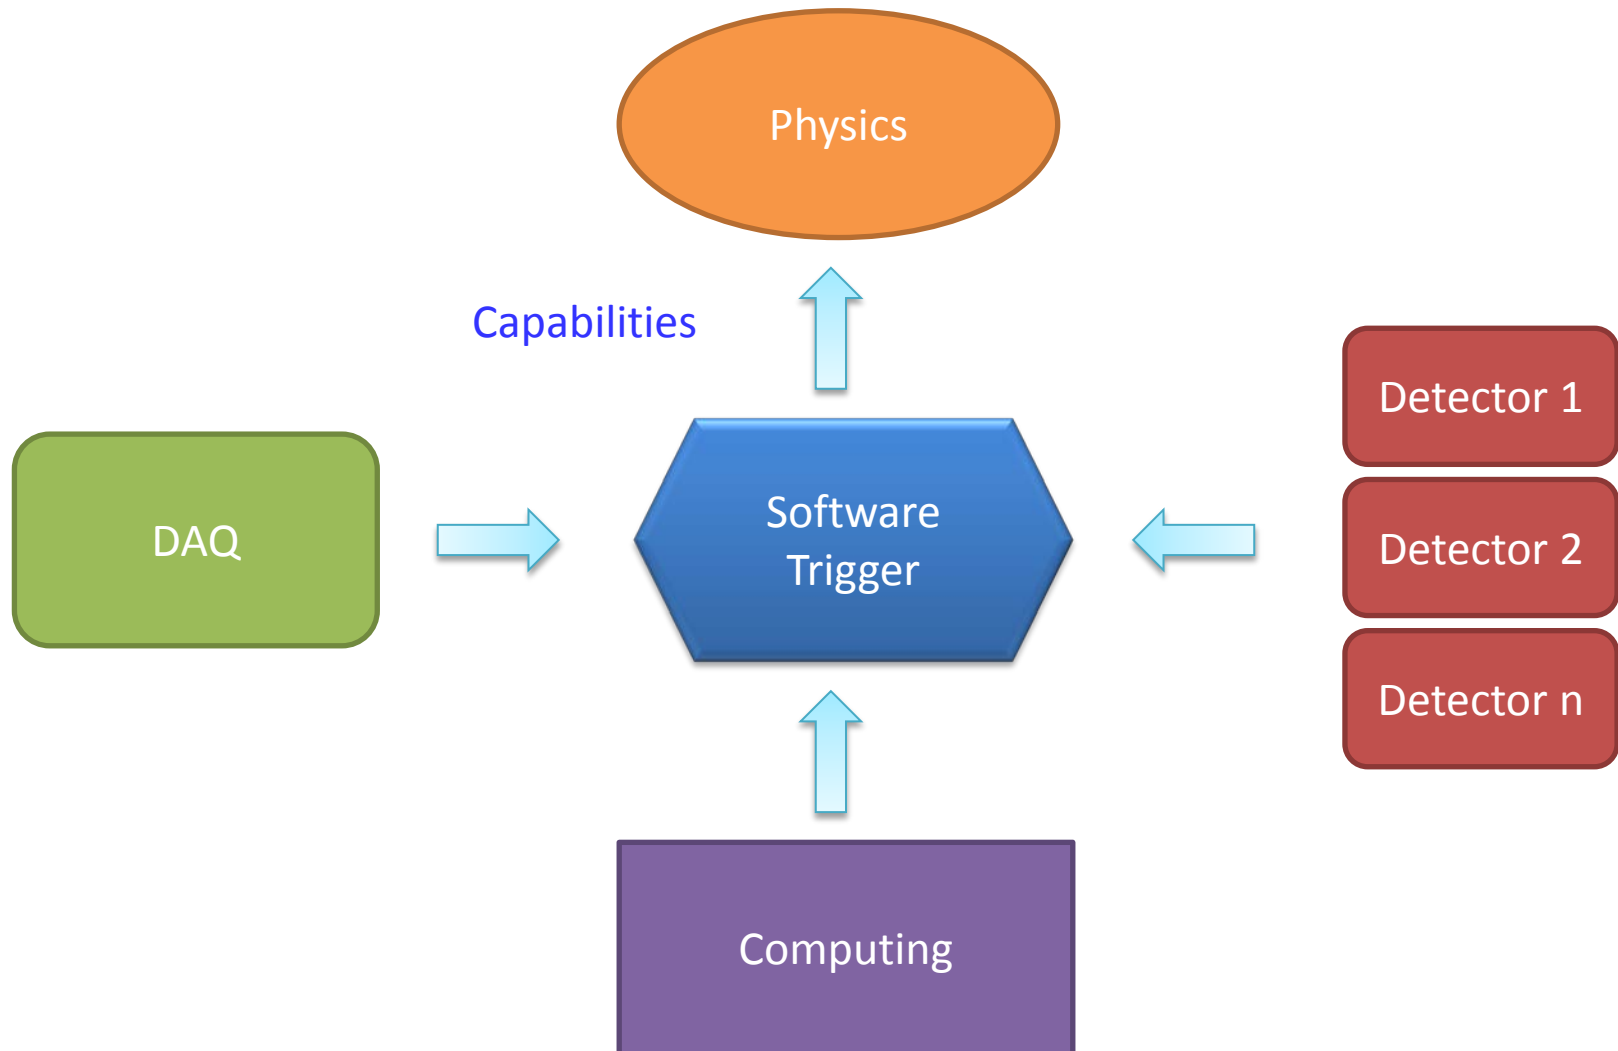 Physics
Capabilities
Detector 1
DAQ
Software
Trigger
Detector 2
Detector n
Computing